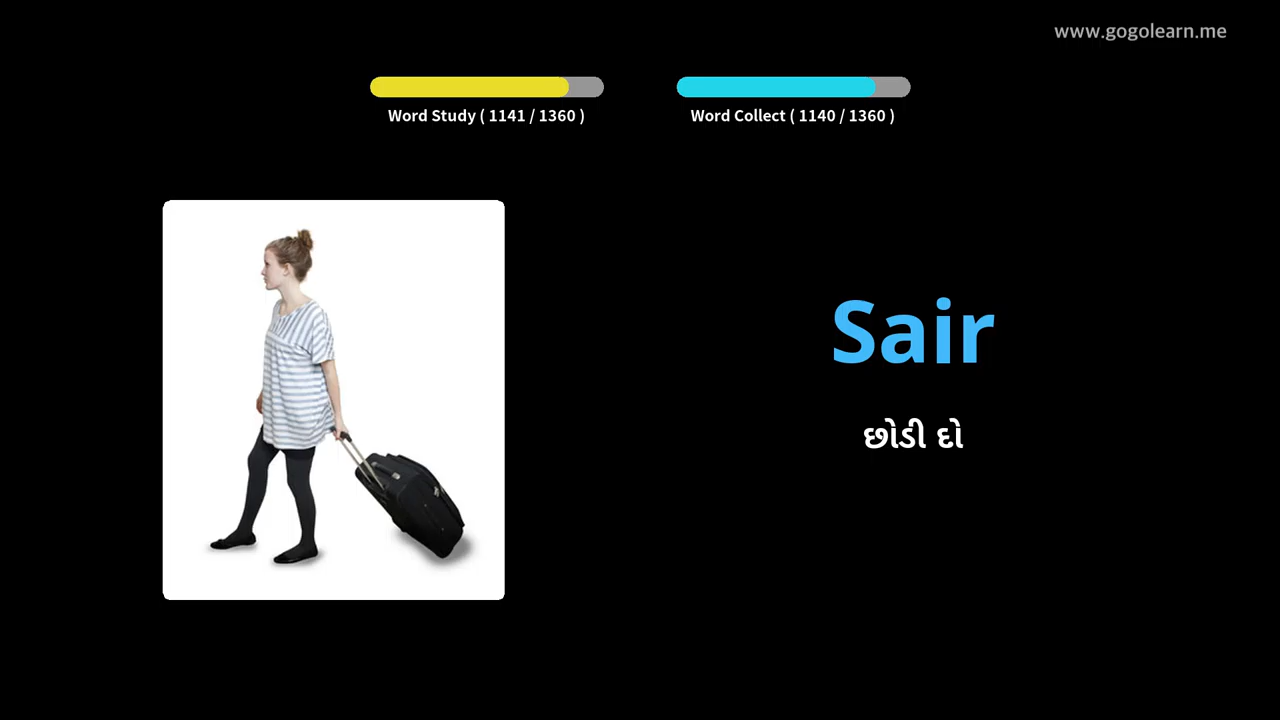 www.gogolearn.me
Word Study ( 1141 / 1360 )
Word Collect ( 1140 / 1360 )
Sair
છોડી દો